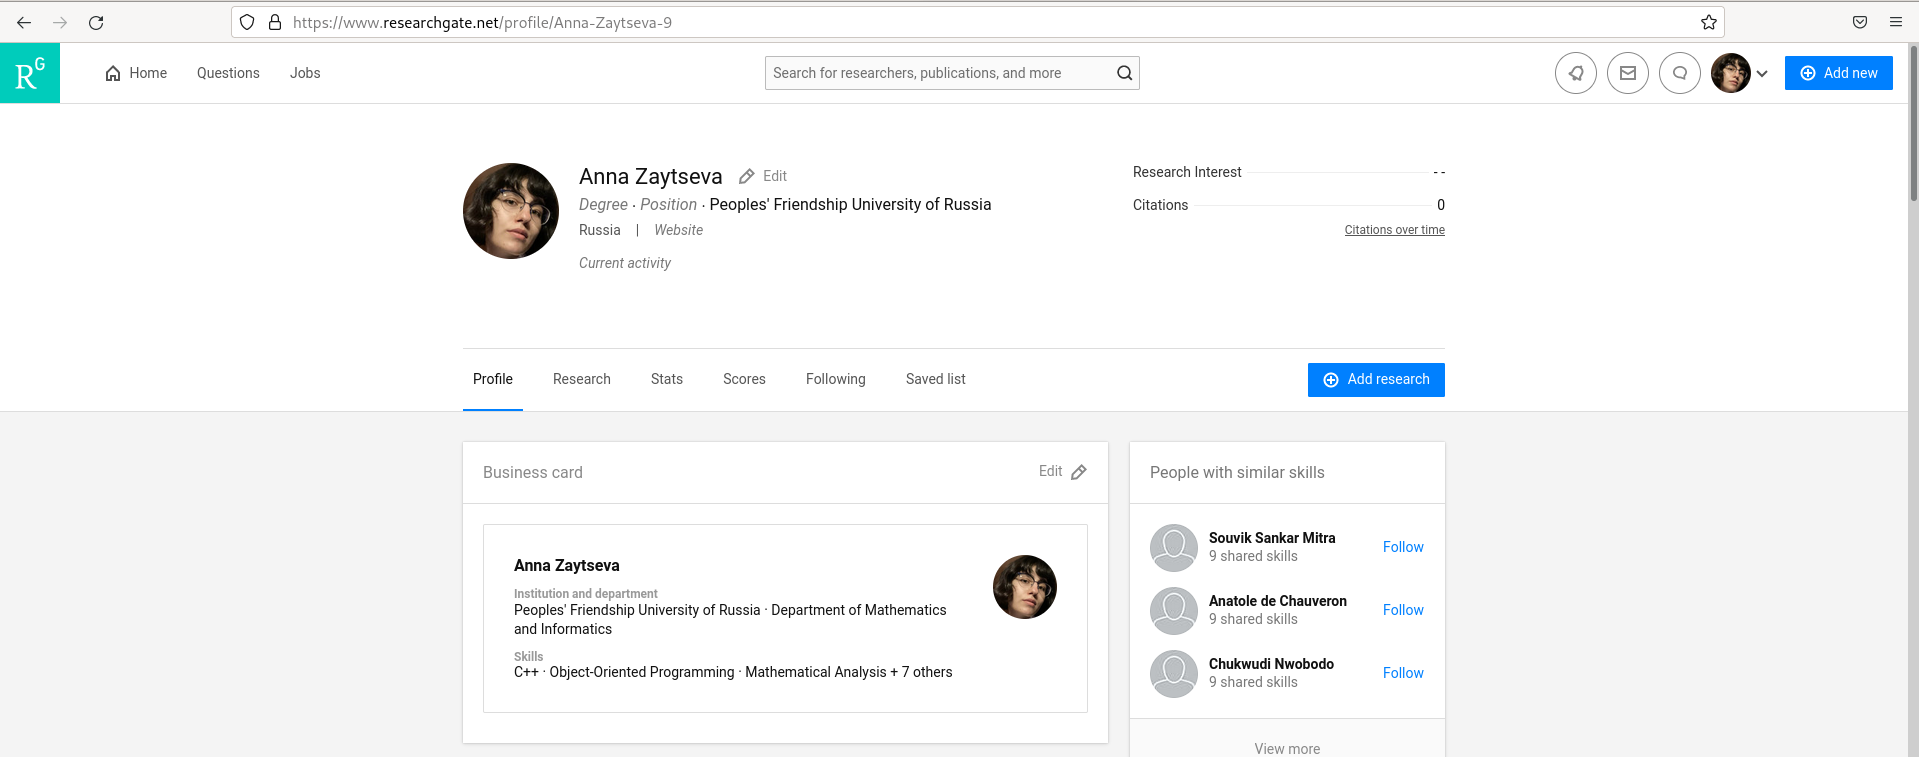 https://www.researchgate.net/profile/Anna-Zaytseva-9
RG
Home Questions Jobs
Search for researchers, publications, and more
Add new
Anna Zaytseva Edit
Degree · Position · Peoples' Friendship University of Russia
Russia | Website
Current activity
Research Interest - -
Citations 0
Citations over time
Profile Research Stats Scores Following Saved list
Add research
Business card Edit
Anna Zaytseva
Institution and department
Peoples' Friendship University of Russia · Department of Mathematics
and Informatics
Skills
C++ · Object-Oriented Programming · Mathematical Analysis + 7 others
People with similar skills
Souvik Sankar Mitra
9 shared skills
Follow
Anatole de Chauveron
9 shared skills
Follow
Chukwudi Nwobodo
9 shared skills
Follow
View more